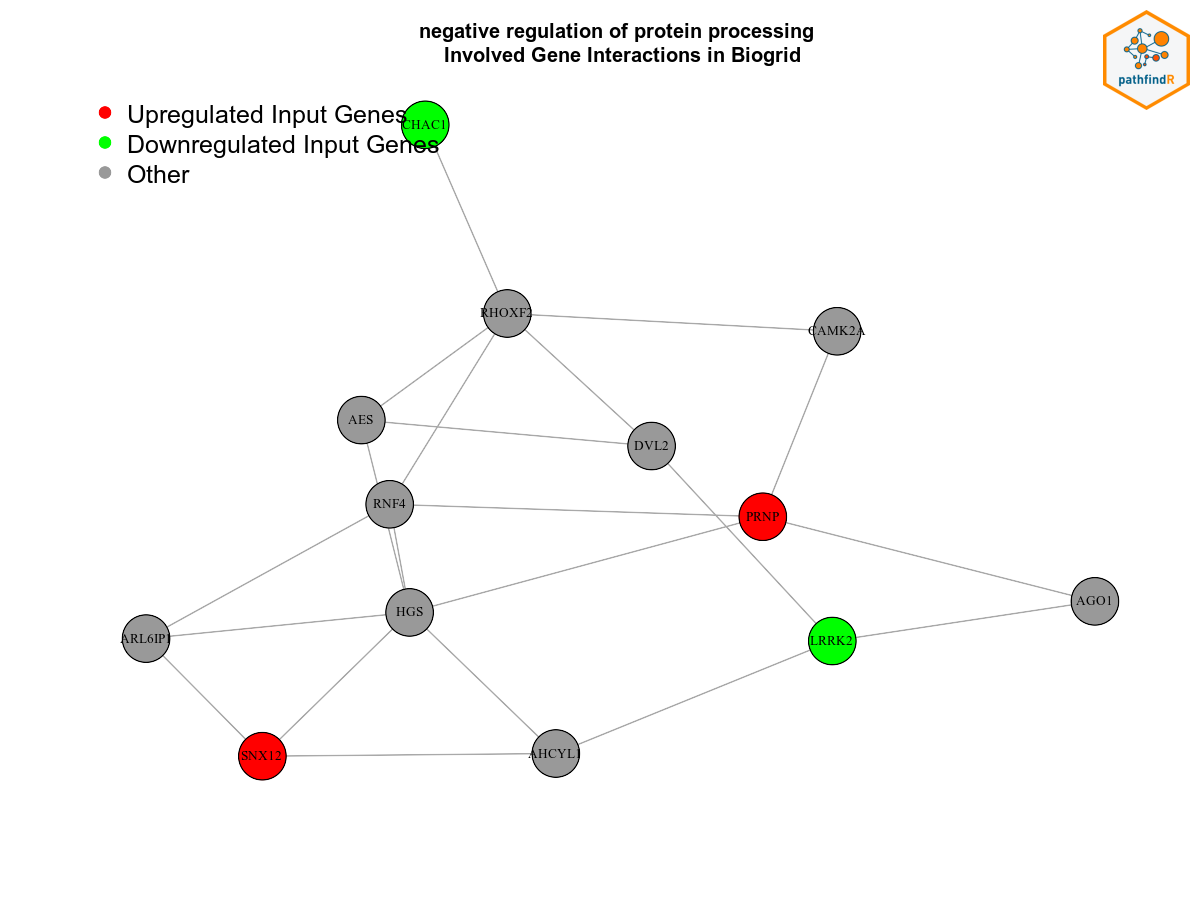 negative regulation of protein processing
Involved Gene Interactions in Biogrid
pathfindR
Upregulated Input Genes
Downregulated Input Genes
Other
CHAC1
RHOXF2
CAMK2A
AES
DVL2
RNF4
PRNP
HGS
AGO1
ARL6IP1
LRRK2
SNX12
AHCYL1